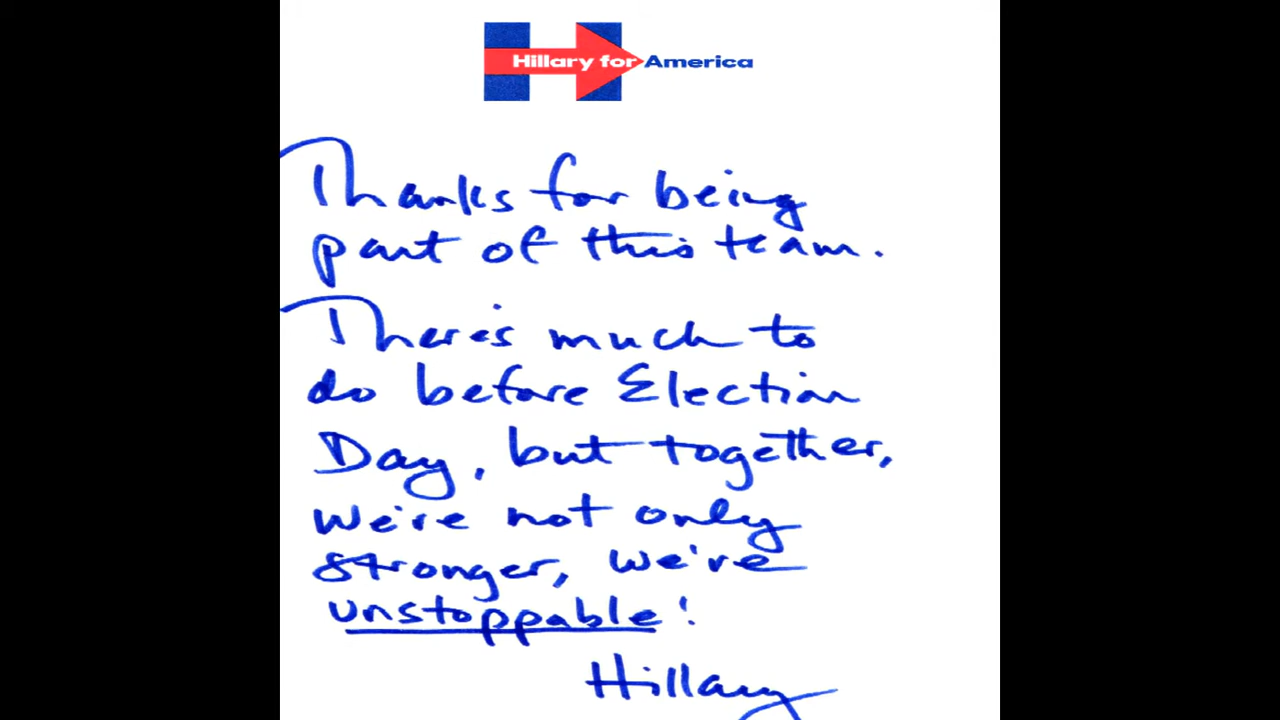 Hillary for America
Thanks for being
part of this team.
There's much to
do before Election
Day, but together,
we're not only
stronger, we're
unstoppable!
Hillary